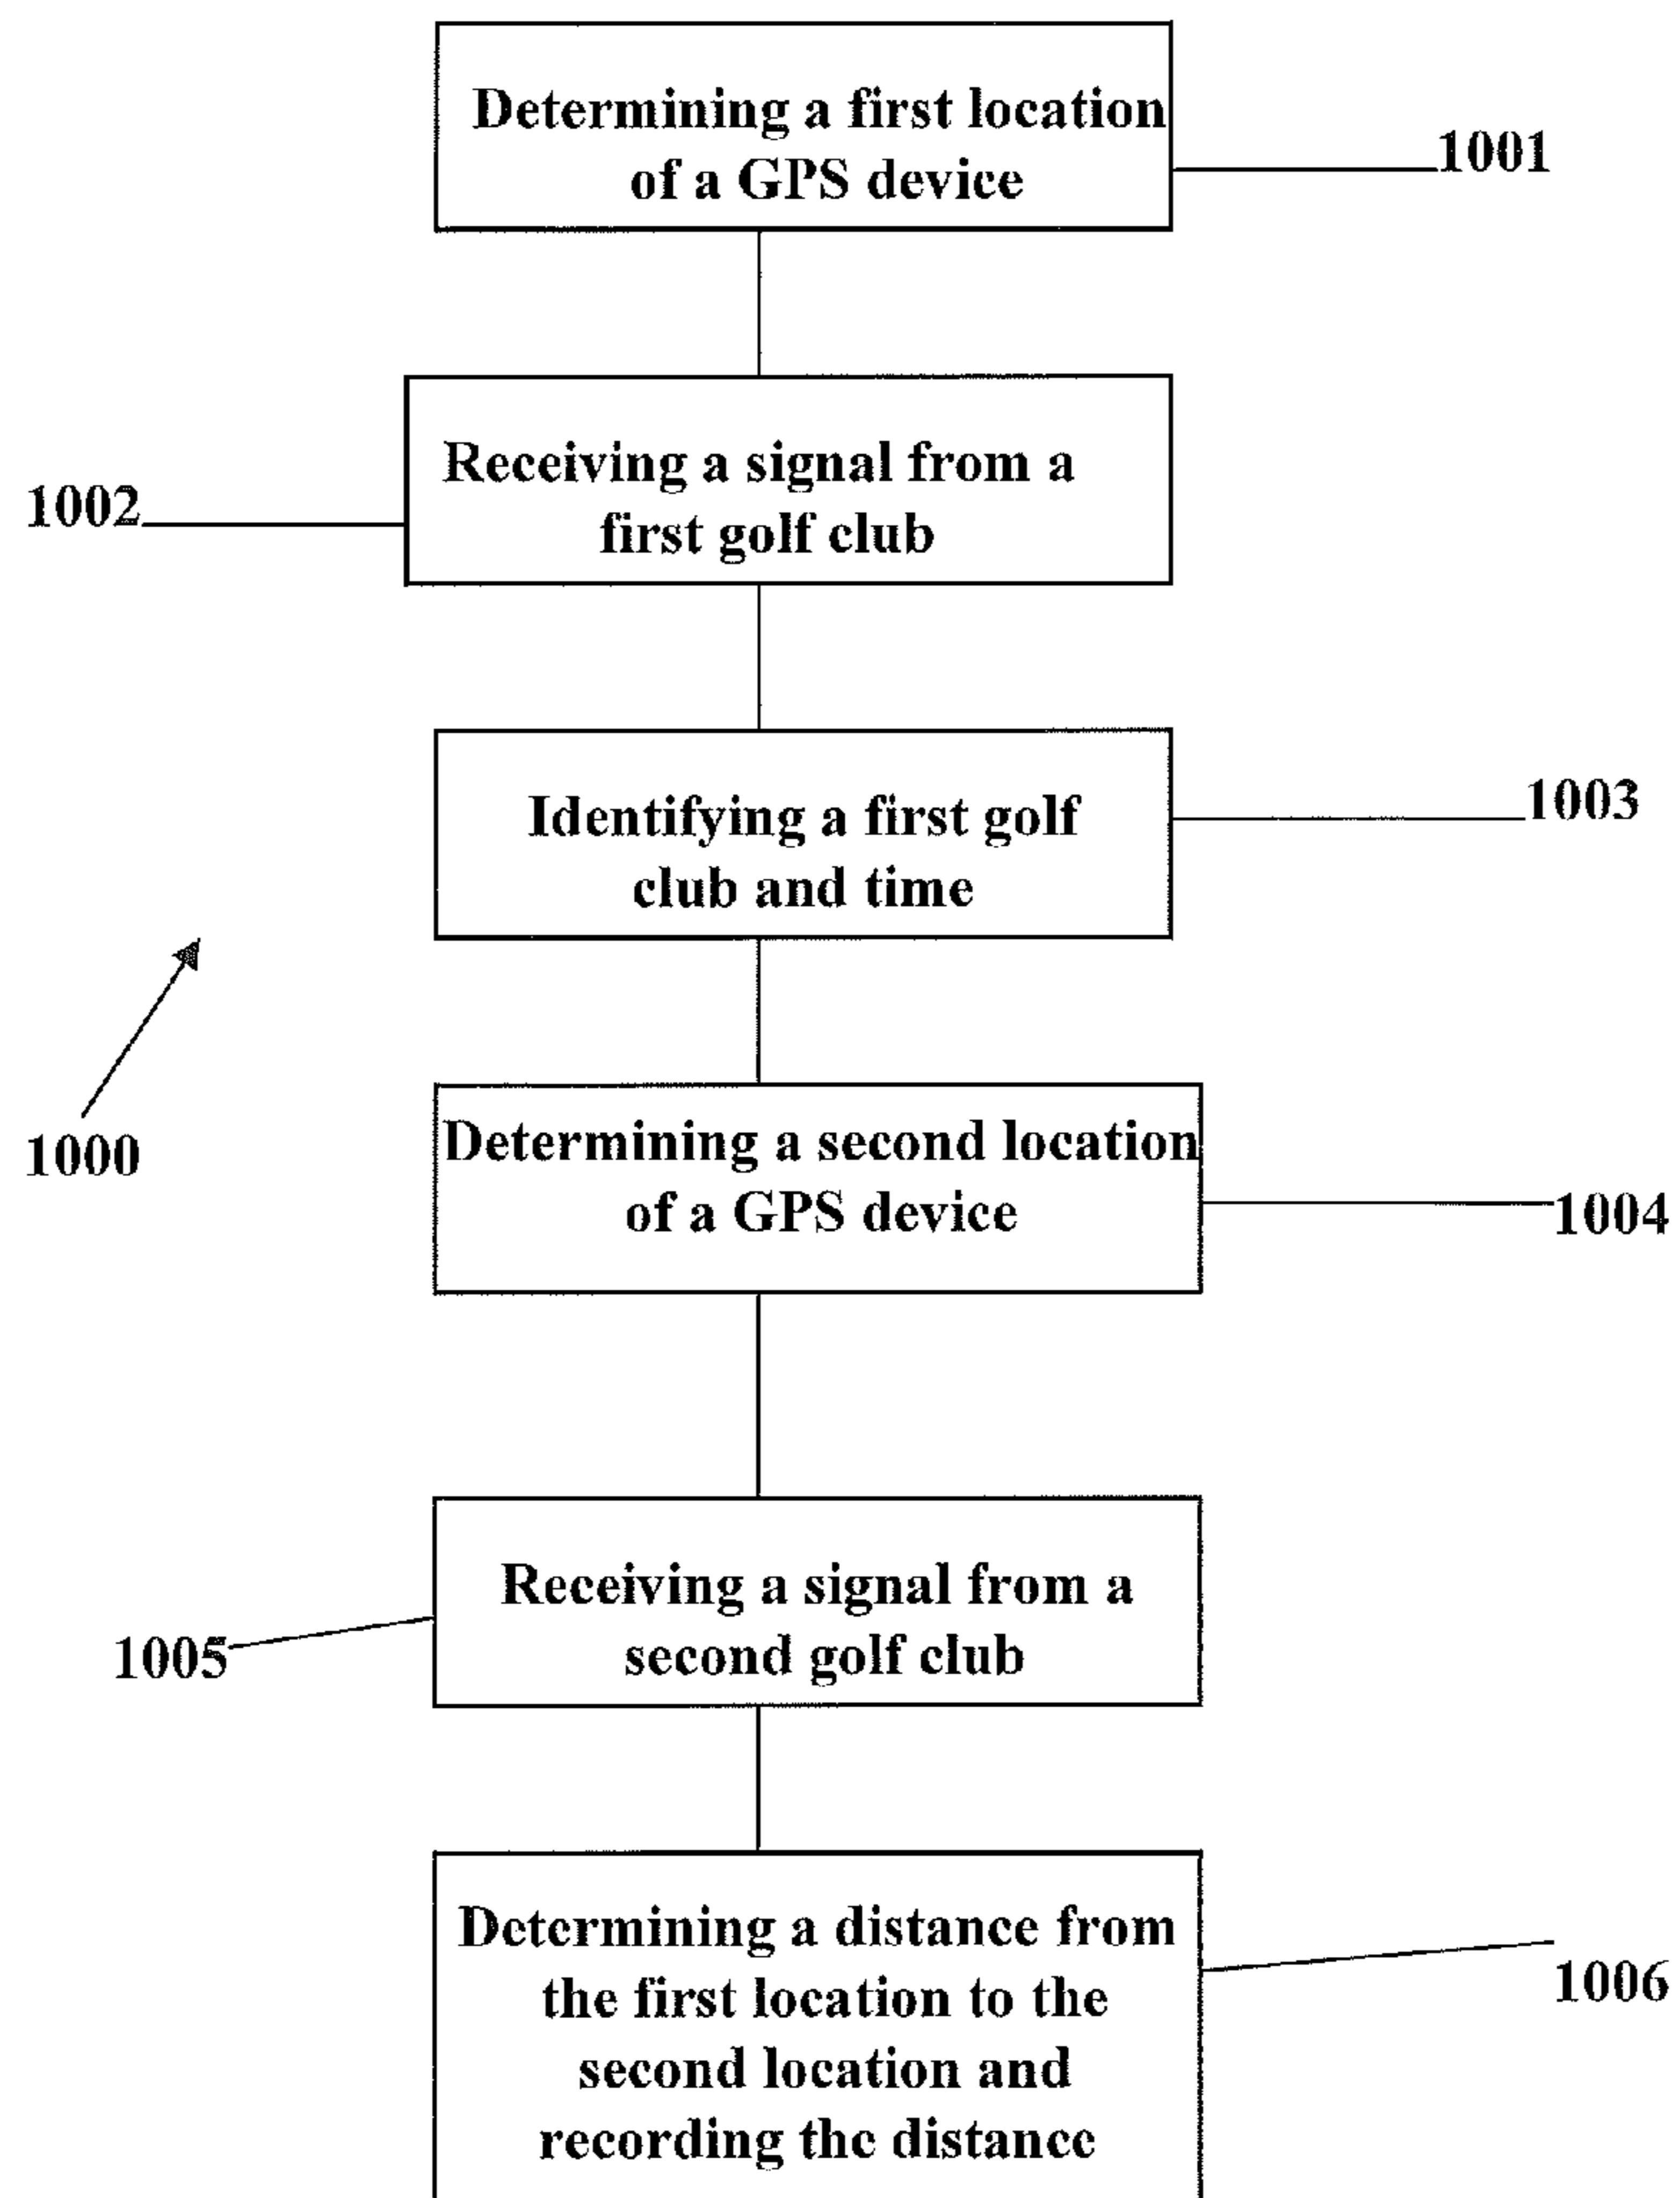 Determining a first location
of a GPS device
1001
Receiving a signal from a
first golf club
1002
Identifying a first golf
club and time
1003
1000
Determining a second location
of a GPS device
1004
Receiving a signal from a
second golf club
1005
Determining a distance from
the first location to the
second location and
recording the distance
1006